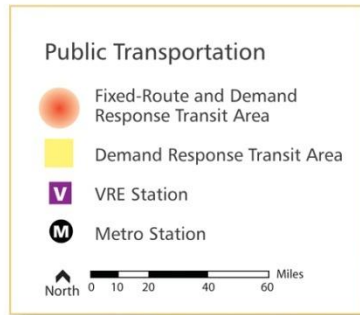 Public Transportation
Fixed-Route and Demand
Response Transit Area
Demand Response Transit Area
V VRE Station
M Metro Station
North 0 10 20 40 60 Miles